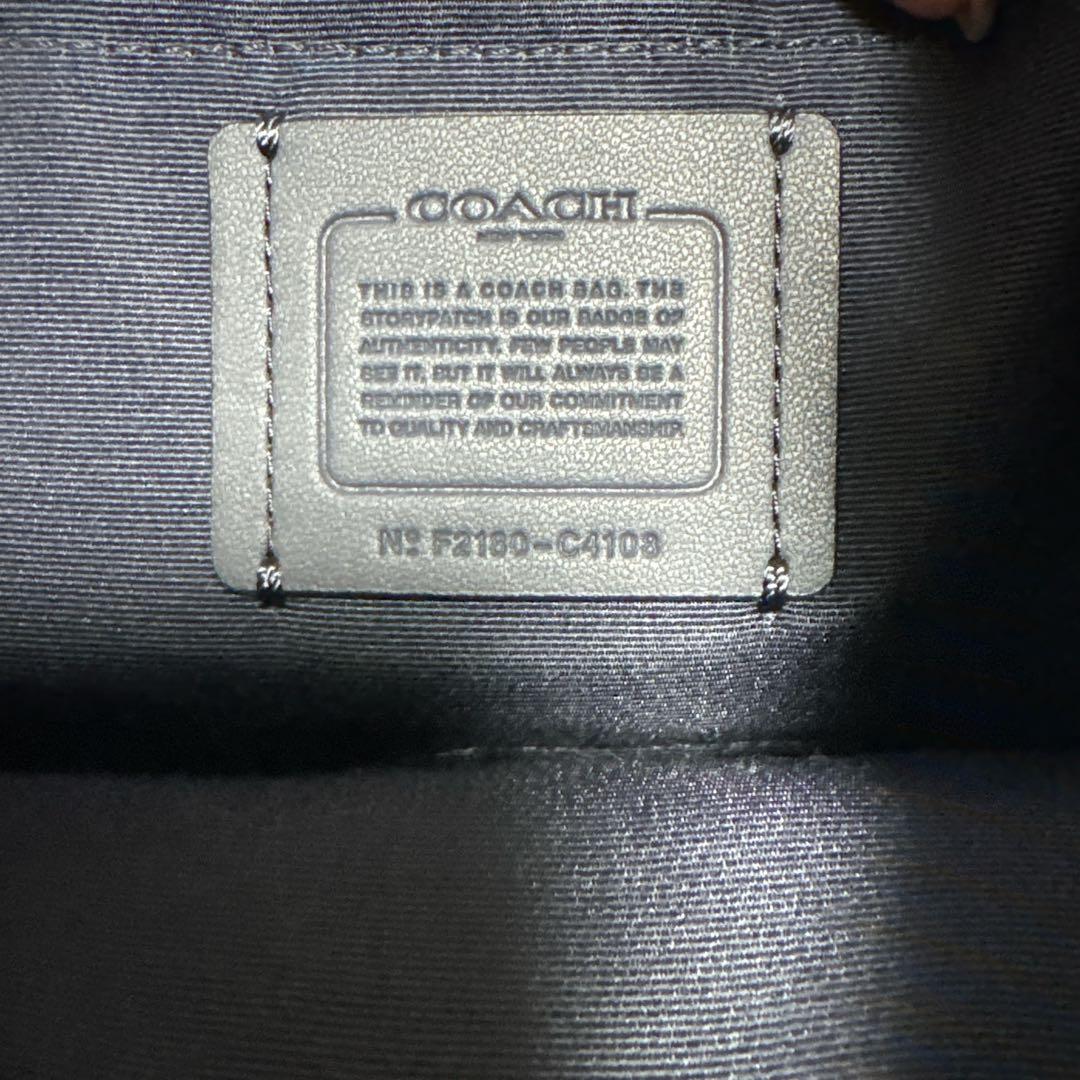 COACH
NEW YORK
THIS IS A COACH BAG. THE
STORYPATCH IS OUR BADGE OF
AUTHENTICITY. FEW PEOPLE MAY
SEE IT. BUT IT WILL ALWAYS BE A
REMINDER OF OUR COMMITMENT
TO QUALITY AND CRAFTSMANSHIP.
Nº F2160-C4108